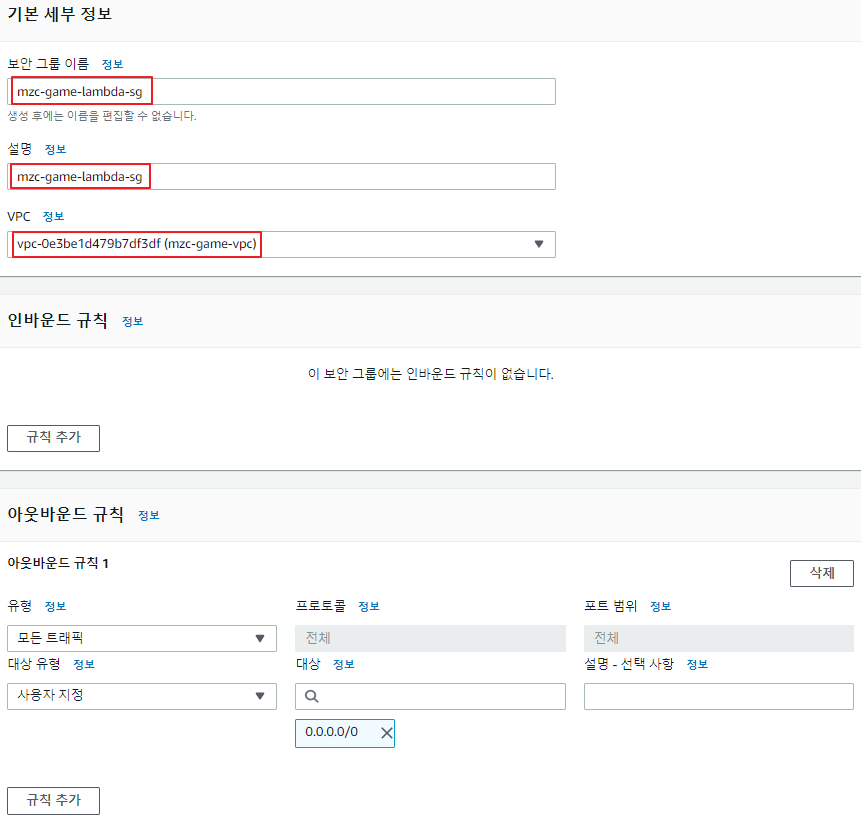 기본 세부 정보
보안 그룹 이름 정보
mzc-game-lambda-sg
생성 후에는 이름을 편집할 수 없습니다.
설명 정보
mzc-game-lambda-sg
VPC 정보
vpc-0e3be1d479b7df3df (mzc-game-vpc)
인바운드 규칙 정보
이 보안 그룹에는 인바운드 규칙이 없습니다.
규칙 추가
아웃바운드 규칙 정보
아웃바운드 규칙 1
삭제
유형 정보 프로토콜 정보 포트 범위 정보
모든 트래픽 전체 전체
대상 유형 정보 대상 정보 설명 - 선택 사항 정보
사용자 지정
0.0.0.0/0
규칙 추가